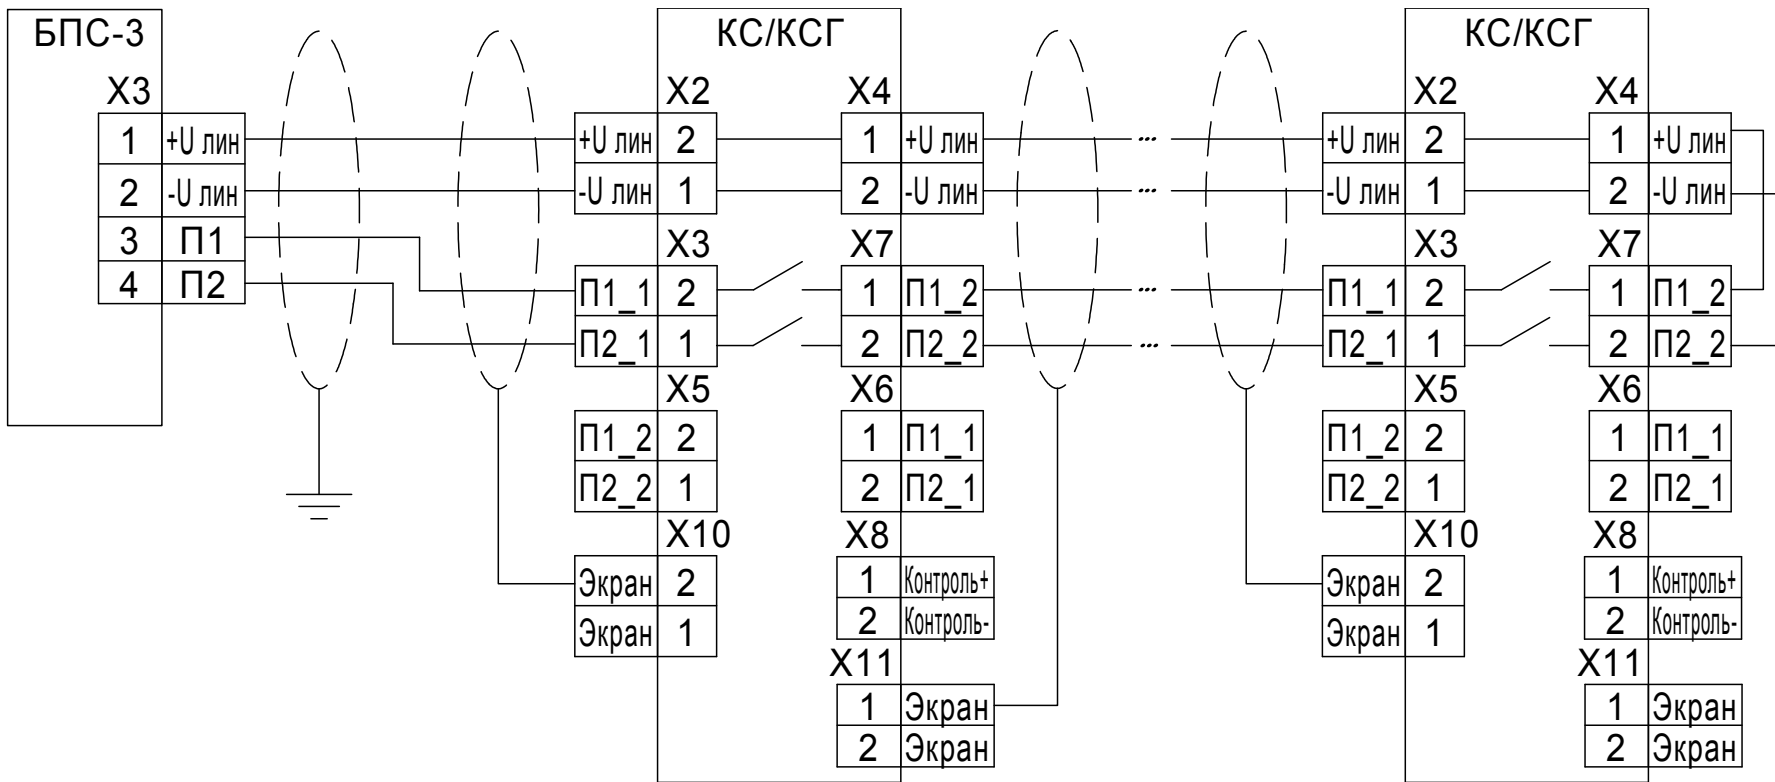 БПС-3
X3
1 +U лин
2 -U лин
3 П1
4 П2
КС/КСГ
X2 X4
+U лин 2 1 +U лин
-U лин 1 2 -U лин
X3 X7
П1_1 2 1 П1_2
П2_1 1 2 П2_2
X5 X6
П1_2 2 1 П1_1
П2_2 1 2 П2_1
X10 X8
Экран 2 1 Контроль+
Экран 1 2 Контроль-
X11
1 Экран
2 Экран
... 
...
...
...
КС/КСГ
X2 X4
+U лин 2 1 +U лин
-U лин 1 2 -U лин
X3 X7
П1_1 2 1 П1_2
П2_1 1 2 П2_2
X5 X6
П1_2 2 1 П1_1
П2_2 1 2 П2_1
X10 X8
Экран 2 1 Контроль+
Экран 1 2 Контроль-
X11
1 Экран
2 Экран